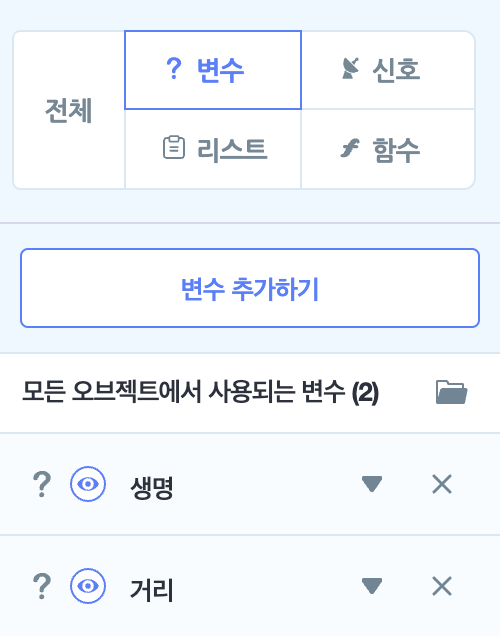 전체
? 변수
신호
리스트
함수
변수 추가하기
모든 오브젝트에서 사용되는 변수 (2)
? 생명
? 거리